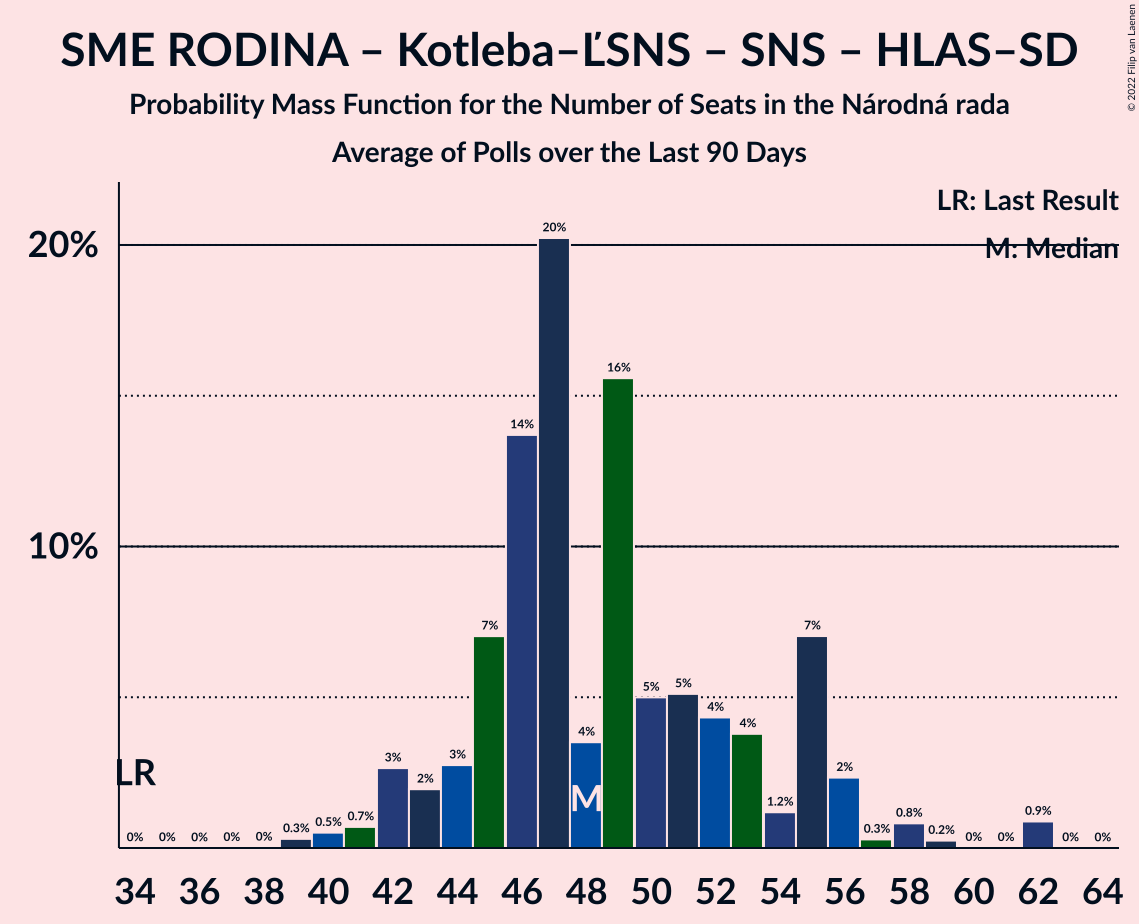 SME RODINA – Kotleba–ĽSNS – SNS – HLAS–SD
Probability Mass Function for the Number of Seats in the Národná rada
Average of Polls over the Last 90 Days
© 2022 Filip van Laenen
LR: Last Result
M: Median
20%
10%
LR
M
0% 0% 0% 0% 0% 0.3% 0.5% 0.7% 3% 2% 3% 7% 14% 20% 4% 16% 5% 5% 4% 4% 1.2% 7% 2% 0.3% 0.8% 0.2% 0% 0% 0.9% 0% 0%
34 36 38 40 42 44 46 48 50 52 54 56 58 60 62 64